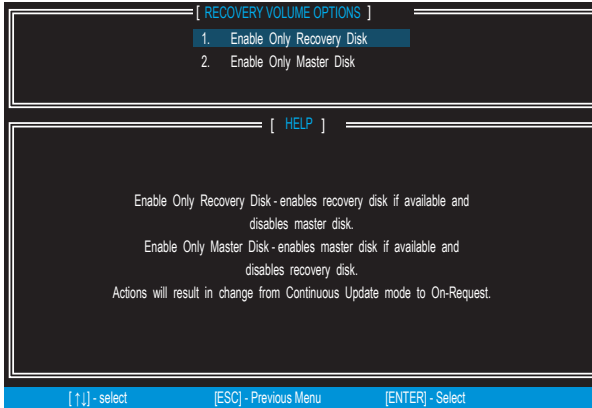 [ RECOVERY VOLUME OPTIONS ]
1. Enable Only Recovery Disk
2. Enable Only Master Disk
[ HELP ]
Enable Only Recovery Disk - enables recovery disk if available and
disables master disk.
Enable Only Master Disk - enables master disk if available and
disables recovery disk.
Actions will result in change from Continuous Update mode to On-Request.
[↑↓] - select [ESC] - Previous Menu [ENTER] - Select